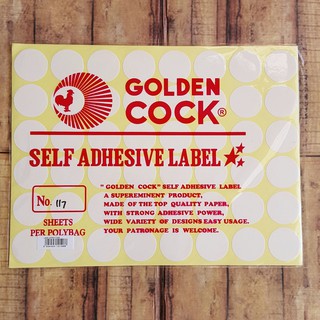 GOLDEN
COCK®
SELF ADHESIVE LABEL
No. 117
SHEETS
PER POLYBAG
"GOLDEN COCK" SELF ADHESIVE LABEL
A SUPEREMINENT PRODUCT,
MADE OF THE TOP QUALITY PAPER,
WITH STRONG ADHESIVE POWER,
WIDE VARIETY OF DESIGNS EASY USAGE.
YOUR PATRONAGE IS WELCOME.